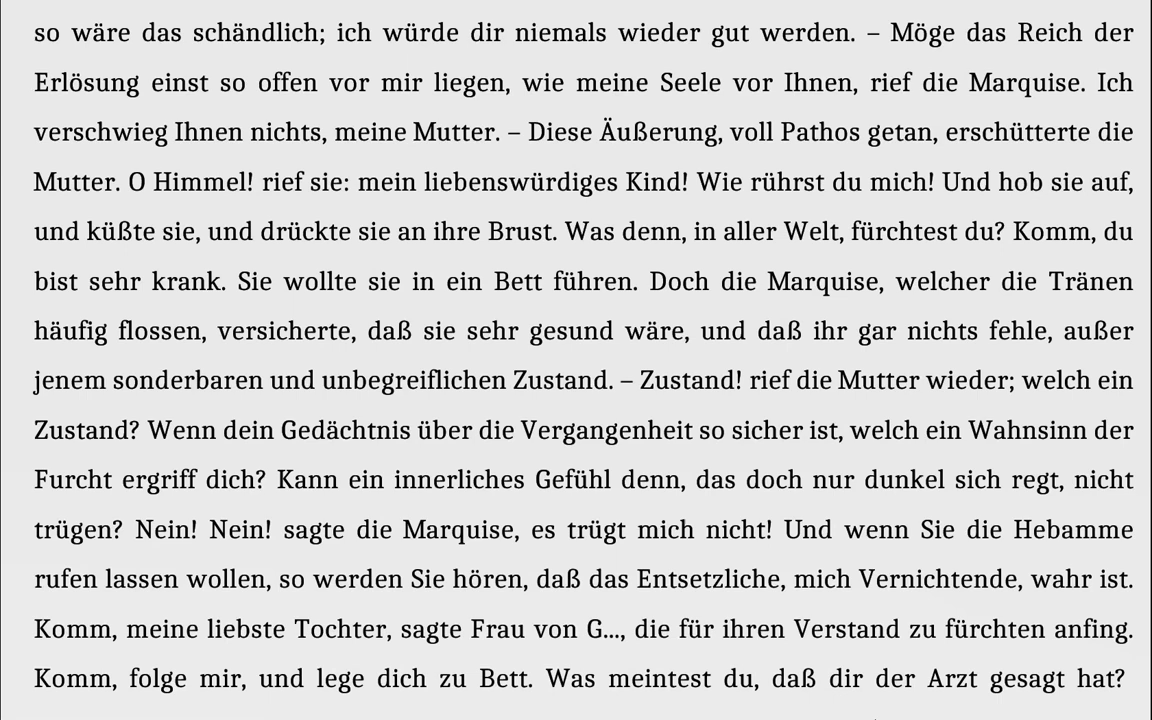 so wäre das schändlich; ich würde dir niemals wieder gut werden. – Möge das Reich der
Erlösung einst so offen vor mir liegen, wie meine Seele vor Ihnen, rief die Marquise. Ich
verschwieg Ihnen nichts, meine Mutter. – Diese Äußerung, voll Pathos getan, erschütterte die
Mutter. O Himmel! rief sie: mein liebenswürdiges Kind! Wie rührst du mich! Und hob sie auf,
und küßte sie, und drückte sie an ihre Brust. Was denn, in aller Welt, fürchtest du? Komm, du
bist sehr krank. Sie wollte sie in ein Bett führen. Doch die Marquise, welcher die Tränen
häufig flossen, versicherte, daß sie sehr gesund wäre, und daß ihr gar nichts fehle, außer
jenem sonderbaren und unbegreiflichen Zustand. – Zustand! rief die Mutter wieder; welch ein
Zustand? Wenn dein Gedächtnis über die Vergangenheit so sicher ist, welch ein Wahnsinn der
Furcht ergriff dich? Kann ein innerliches Gefühl denn, das doch nur dunkel sich regt, nicht
trügen? Nein! Nein! sagte die Marquise, es trügt mich nicht! Und wenn Sie die Hebamme
rufen lassen wollen, so werden Sie hören, daß das Entsetzliche, mich Vernichtende, wahr ist.
Komm, meine liebste Tochter, sagte Frau von G..., die für ihren Verstand zu fürchten anfing.
Komm, folge mir, und lege dich zu Bett. Was meintest du, daß dir der Arzt gesagt hat?